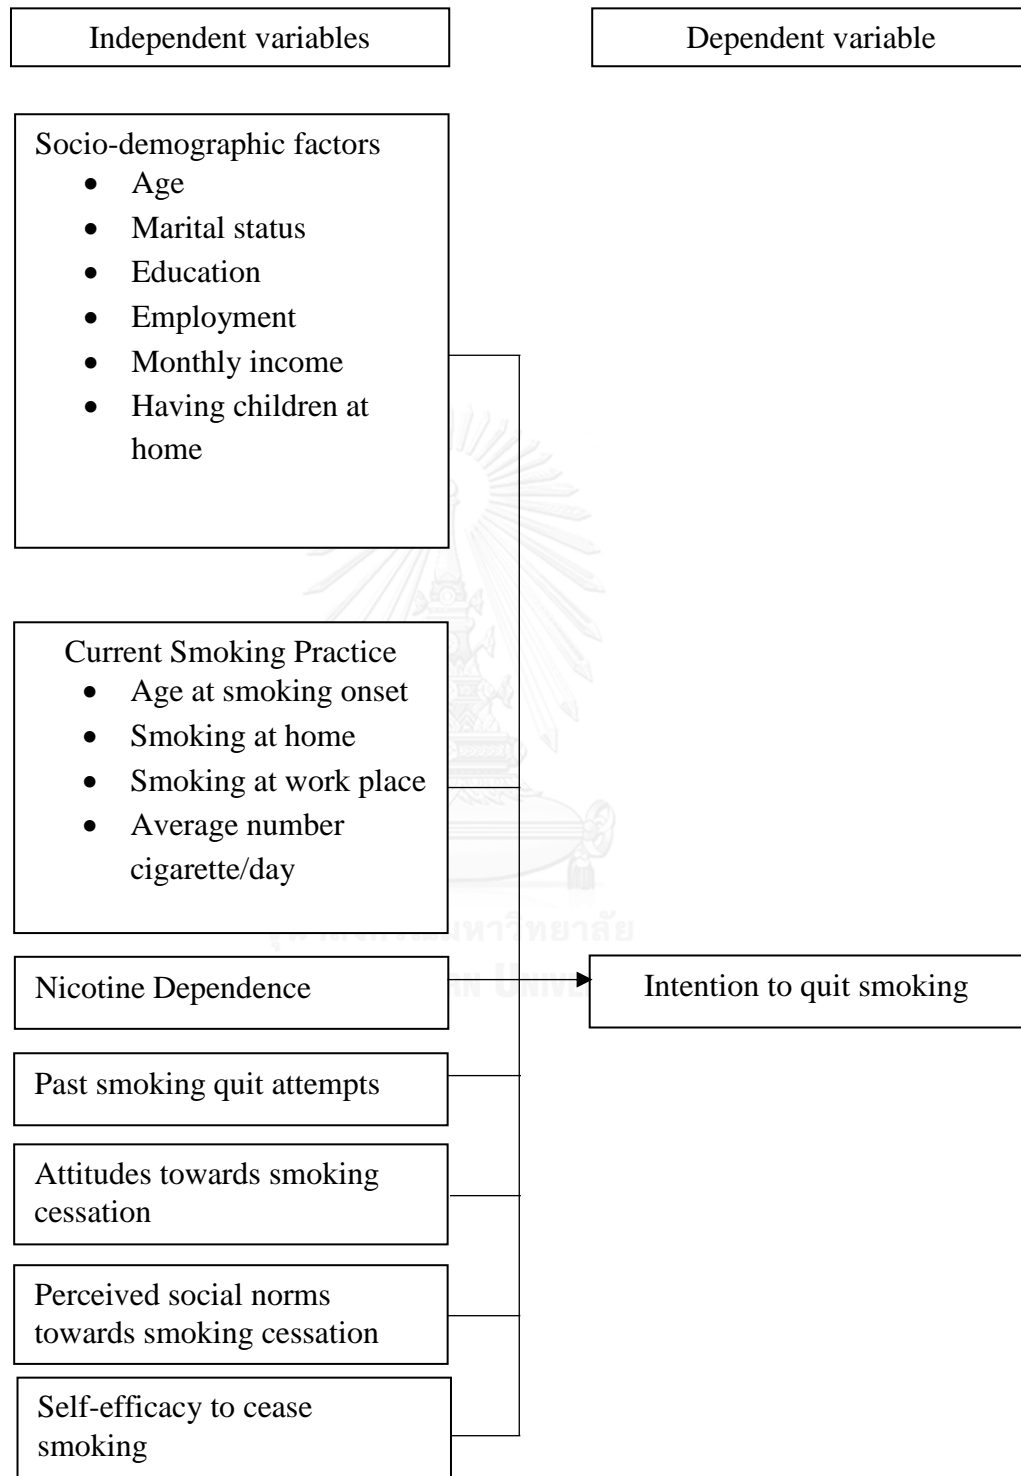 Independent variables
Dependent variable
Socio-demographic factors
• Age
• Marital status
• Education
• Employment
• Monthly income
• Having children at
home
Current Smoking Practice
• Age at smoking onset
• Smoking at home
• Smoking at work place
• Average number
cigarette/day
Nicotine Dependence
Intention to quit smoking
Past smoking quit attempts
Attitudes towards smoking
cessation
Perceived social norms
towards smoking cessation
Self-efficacy to cease
smoking